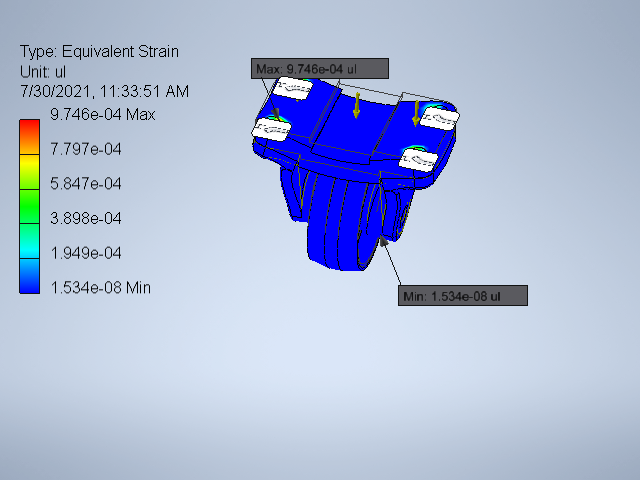 Type: Equivalent Strain
Unit: ul
7/30/2021, 11:33:51 AM
9.746e-04 Max
7.797e-04
5.847e-04
3.898e-04
1.949e-04
1.534e-08 Min
Max: 9.746e-04 ul
Min: 1.534e-08 ul